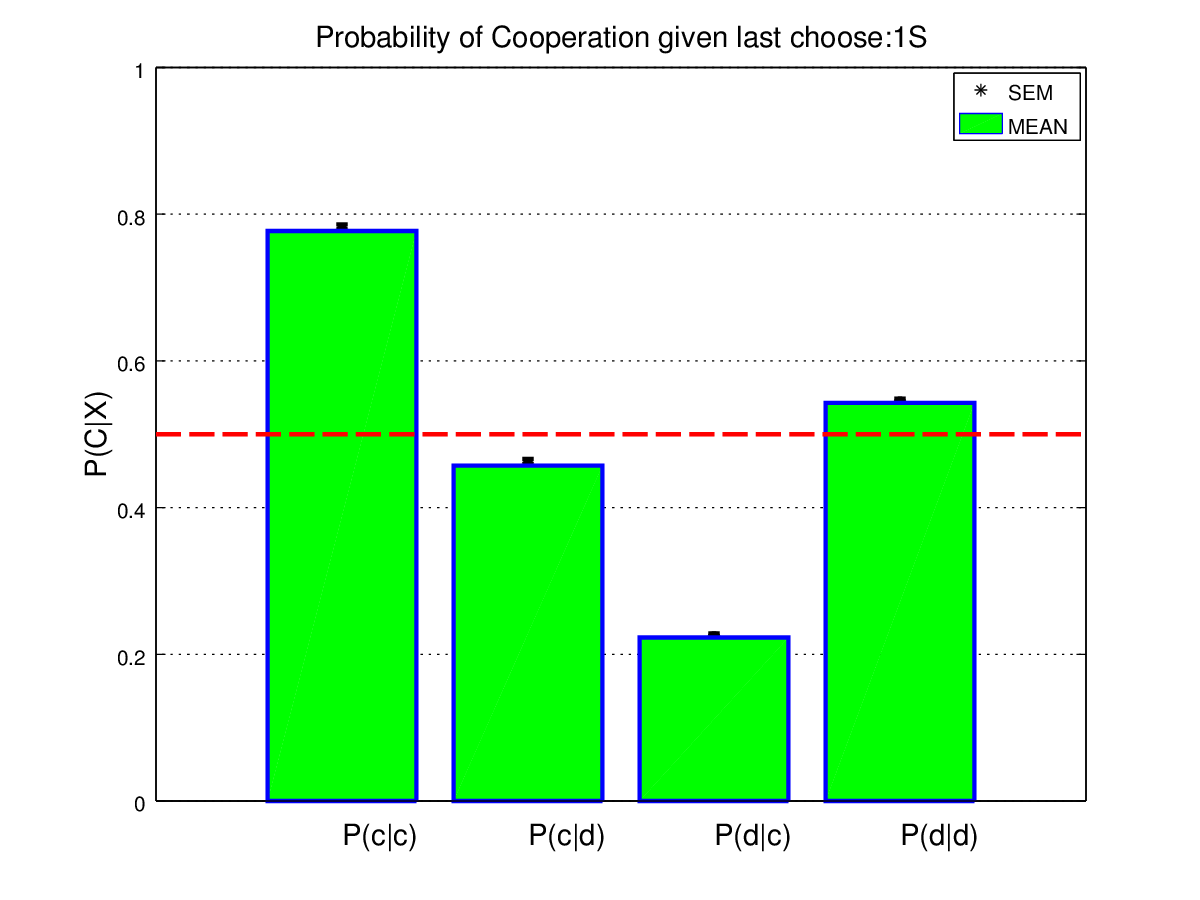 Probability of Cooperation given last choose:1S
SEM
MEAN
1
0.8
0.6
0.4
0.2
0
P(C|X)
P(c|c) P(c|d) P(d|c) P(d|d)